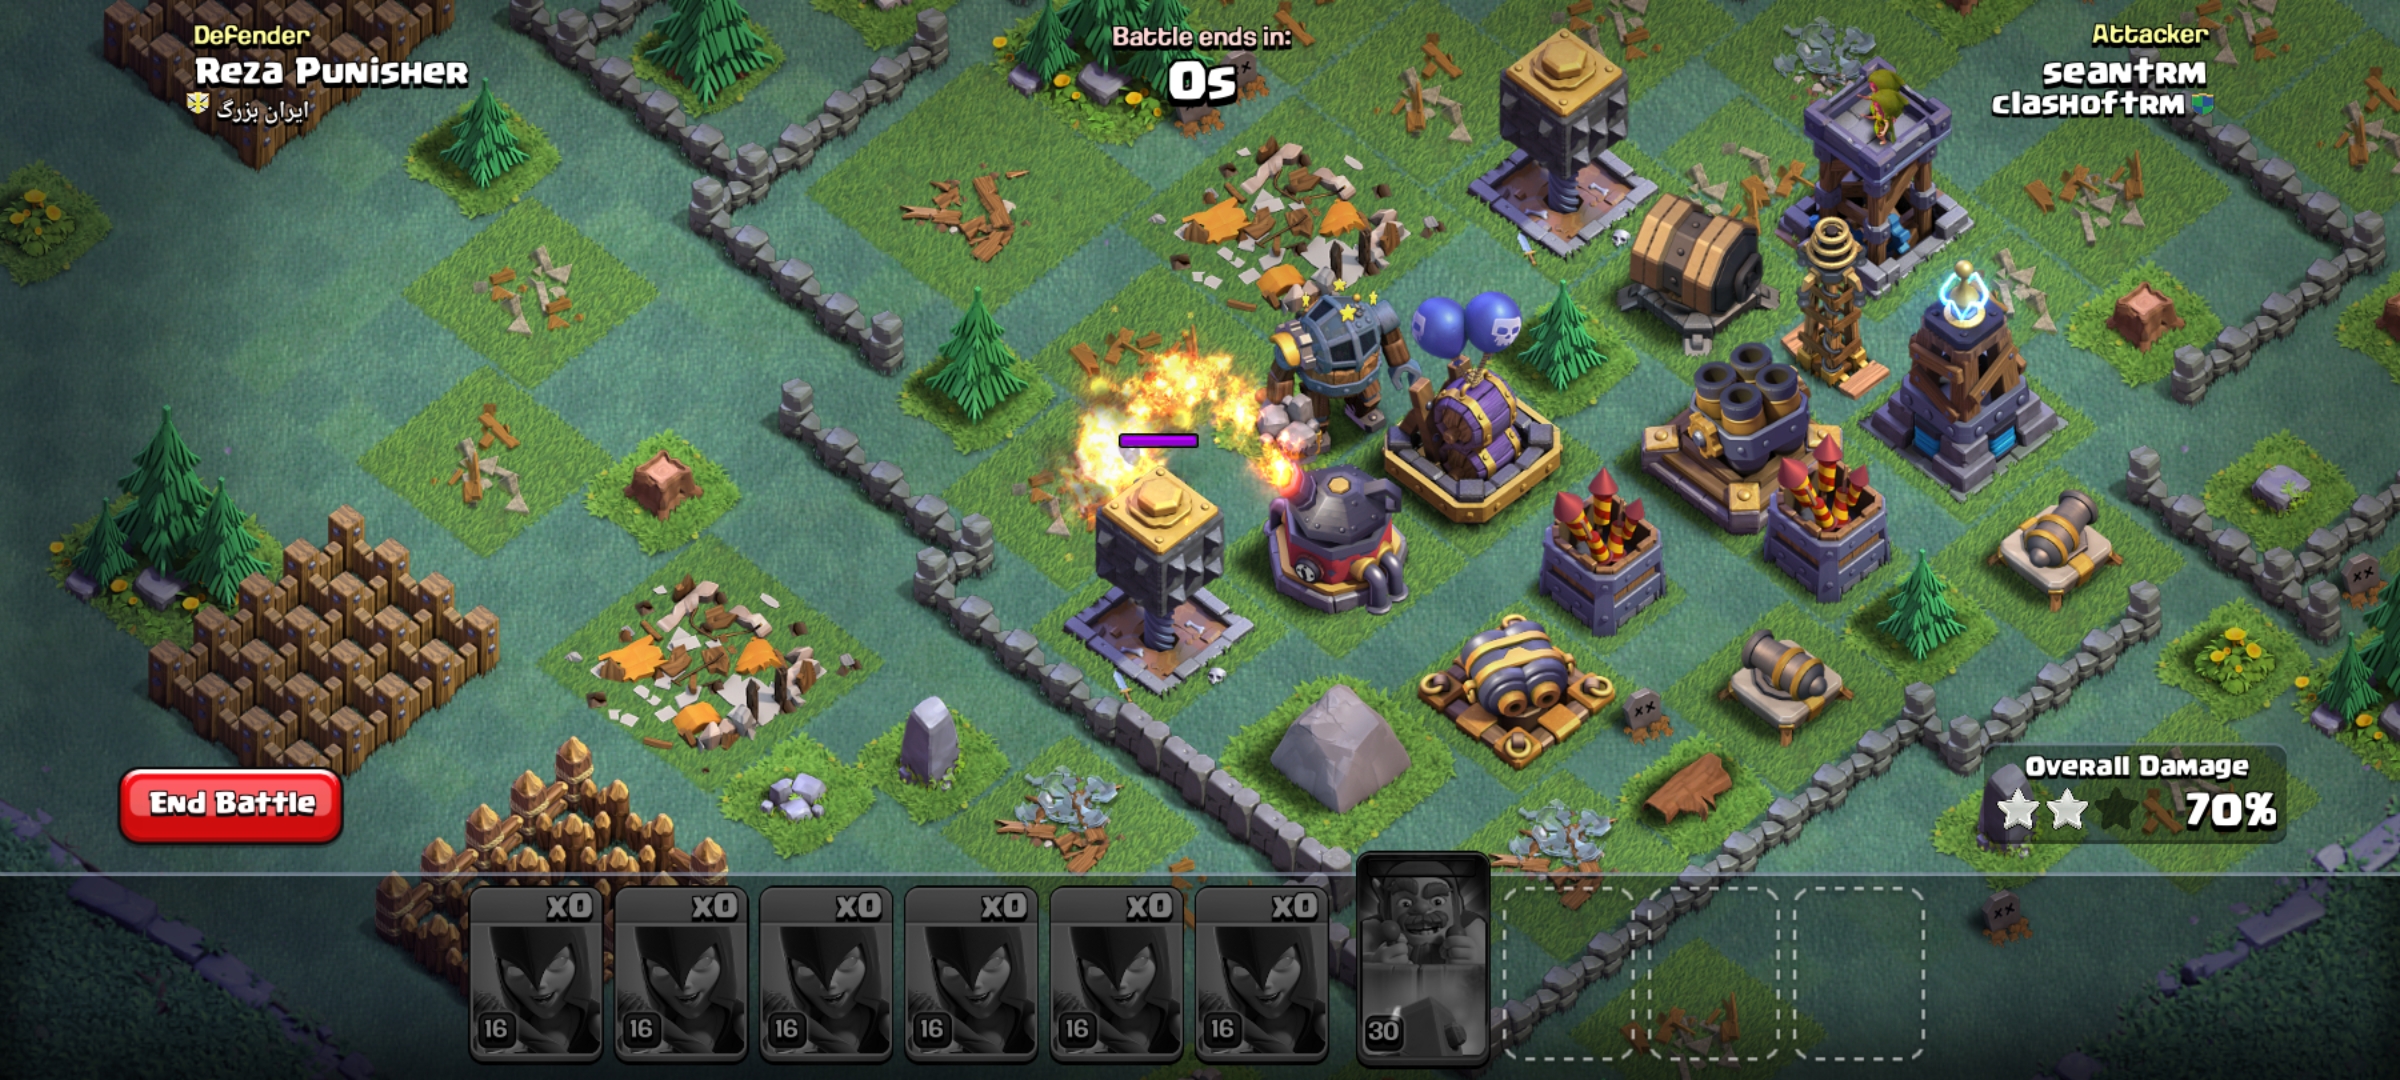 Defender
Reza Punisher
ایران بزرگ
Battle ends in:
0s
Attacker
seantRM
clashoftRM
End Battle
Overall Damage
70%
x0
x0
x0
x0
x0
x0
16
16
16
16
16
16
30